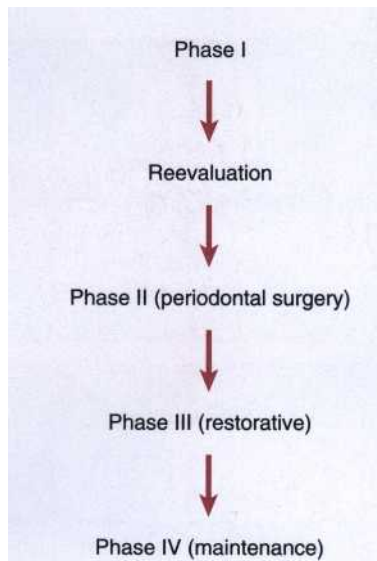 Phase I
Reevaluation
Phase II (periodontal surgery)
Phase III (restorative)
Phase IV (maintenance)